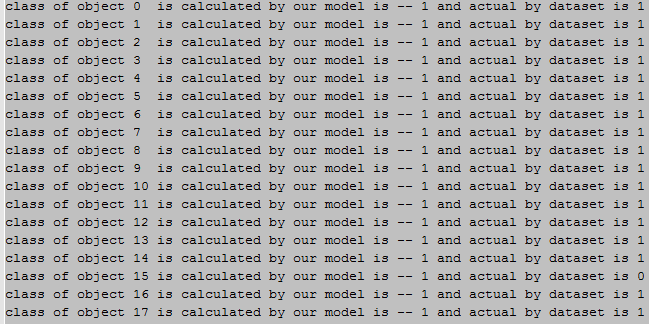 class of object 0  is calculated by our model is -- 1 and actual by dataset is 1
class of object 1  is calculated by our model is -- 1 and actual by dataset is 1
class of object 2  is calculated by our model is -- 1 and actual by dataset is 1
class of object 3  is calculated by our model is -- 1 and actual by dataset is 1
class of object 4  is calculated by our model is -- 1 and actual by dataset is 1
class of object 5  is calculated by our model is -- 1 and actual by dataset is 1
class of object 6  is calculated by our model is -- 1 and actual by dataset is 1
class of object 7  is calculated by our model is -- 1 and actual by dataset is 1
class of object 8  is calculated by our model is -- 1 and actual by dataset is 1
class of object 9  is calculated by our model is -- 1 and actual by dataset is 1
class of object 10 is calculated by our model is -- 1 and actual by dataset is 1
class of object 11 is calculated by our model is -- 1 and actual by dataset is 1
class of object 12 is calculated by our model is -- 1 and actual by dataset is 1
class of object 13 is calculated by our model is -- 1 and actual by dataset is 1
class of object 14 is calculated by our model is -- 1 and actual by dataset is 1
class of object 15 is calculated by our model is -- 1 and actual by dataset is 0
class of object 16 is calculated by our model is -- 1 and actual by dataset is 1
class of object 17 is calculated by our model is -- 1 and actual by dataset is 1